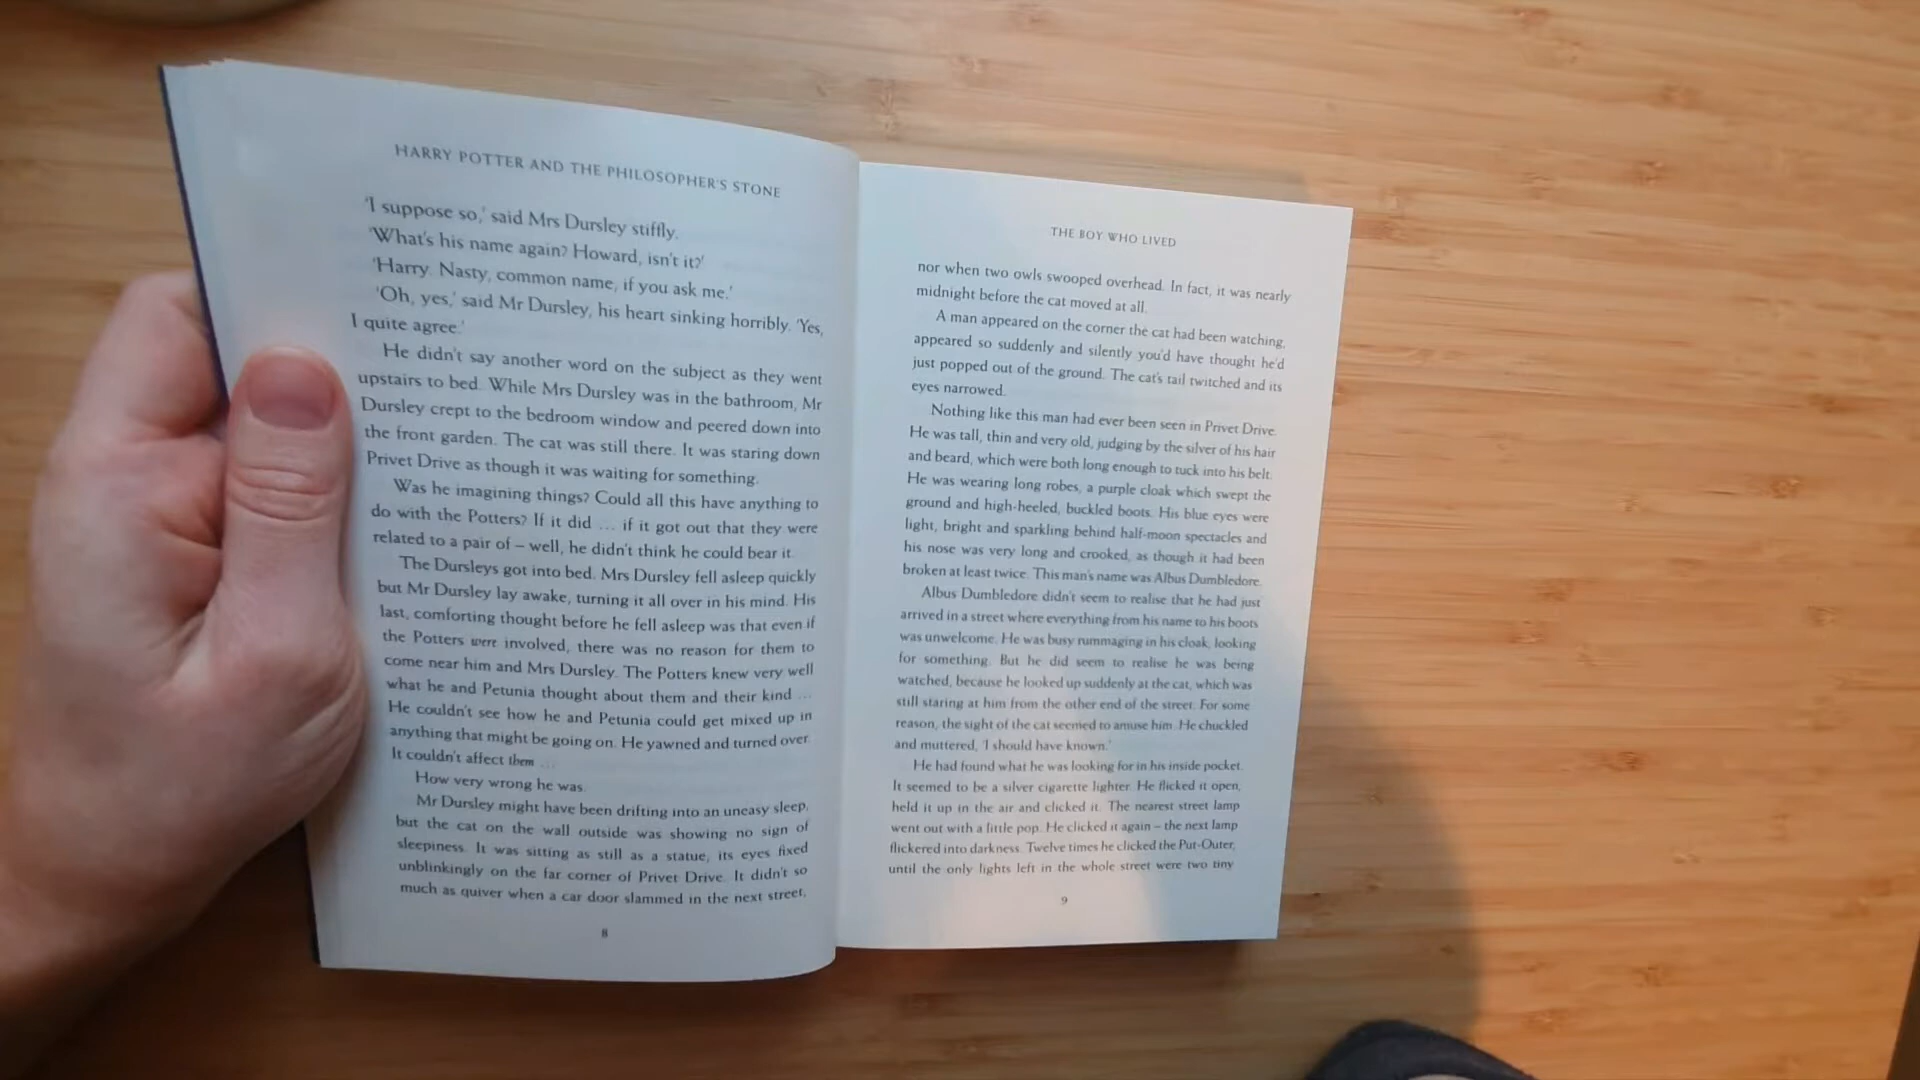 HARRY POTTER AND THE PHILOSOPHER'S STONE
'I suppose so,' said Mrs Dursley stiffly.
'What's his name again? Howard, isn't it?'
'Harry. Nasty, common name, if you ask me.'
'Oh, yes,' said Mr Dursley, his heart sinking horribly. 'Yes,
I quite agree.'
He didn't say another word on the subject as they went
upstairs to bed. While Mrs Dursley was in the bathroom, Mr
Dursley crept to the bedroom window and peered down into
the front garden. The cat was still there. It was staring down
Privet Drive as though it was waiting for something.
Was he imagining things? Could all this have anything to
do with the Potters? If it did ... if it got out that they were
related to a pair of – well, he didn't think he could bear it.
The Dursleys got into bed. Mrs Dursley fell asleep quickly
but Mr Dursley lay awake, turning it all over in his mind. His
last, comforting thought before he fell asleep was that even if
the Potters were involved, there was no reason for them to
come near him and Mrs Dursley. The Potters knew very well
what he and Petunia thought about them and their kind ...
He couldn't see how he and Petunia could get mixed up in
anything that might be going on. He yawned and turned over.
It couldn't affect them ...
How very wrong he was.
Mr Dursley might have been drifting into an uneasy sleep,
but the cat on the wall outside was showing no sign of
sleepiness. It was sitting as still as a statue, its eyes fixed
unblinkingly on the far corner of Privet Drive. It didn't so
much as quiver when a car door slammed in the next street,
8
THE BOY WHO LIVED
nor when two owls swooped overhead. In fact, it was nearly
midnight before the cat moved at all.
A man appeared on the corner the cat had been watching,
appeared so suddenly and silently you'd have thought he'd
just popped out of the ground. The cat's tail twitched and its
eyes narrowed.
Nothing like this man had ever been seen in Privet Drive.
He was tall, thin and very old, judging by the silver of his hair
and beard, which were both long enough to tuck into his belt.
He was wearing long robes, a purple cloak which swept the
ground and high-heeled, buckled boots. His blue eyes were
light, bright and sparkling behind half-moon spectacles and
his nose was very long and crooked, as though it had been
broken at least twice. This man's name was Albus Dumbledore.
Albus Dumbledore didn't seem to realise that he had just
arrived in a street where everything from his name to his boots
was unwelcome. He was busy rummaging in his cloak, looking
for something. But he did seem to realise he was being
watched, because he looked up suddenly at the cat, which was
still staring at him from the other end of the street. For some
reason, the sight of the cat seemed to amuse him. He chuckled
and muttered, 'I should have known.'
He had found what he was looking for in his inside pocket.
It seemed to be a silver cigarette lighter. He flicked it open,
held it up in the air and clicked it. The nearest street lamp
went out with a little pop. He clicked it again – the next lamp
flickered into darkness. Twelve times he clicked the Put-Outer,
until the only lights left in the whole street were two tiny
9